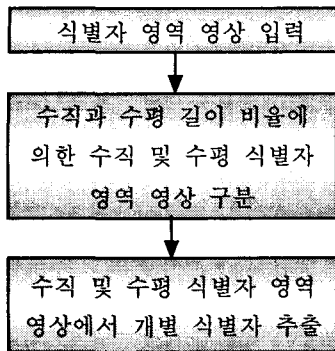 식별자 영역 영상 입력
수직과 수평 길이 비율에
의한 수직 및 수평 식별자
영역 영상 구분
수직 및 수평 식별자 영역
영상에서 개별 식별자 추출